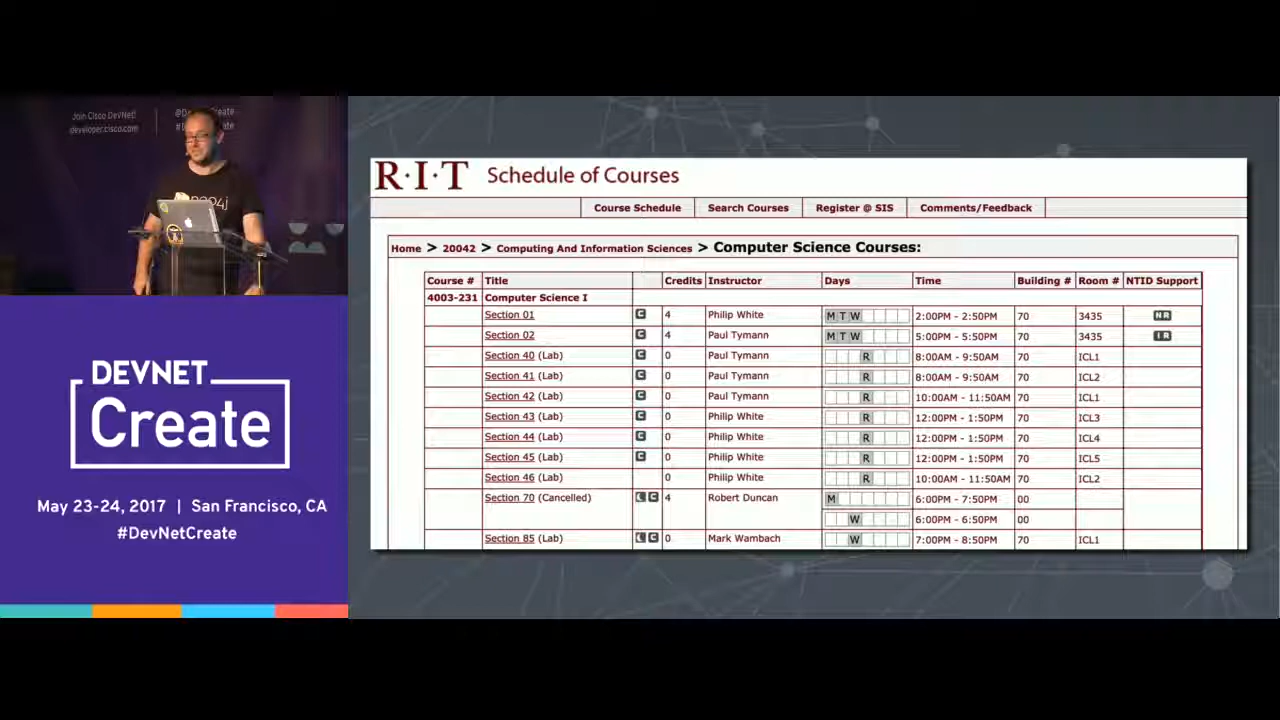 Join Cisco DevNet!
developer.cisco.com
neo4j
DEVNET
Create
May 23-24, 2017 | San Francisco, CA
#DevNetCreate
R·I·T Schedule of Courses
Course Schedule Search Courses Register @ SIS Comments/Feedback
Home > 20042 > Computing And Information Sciences > Computer Science Courses:
Course # Title Credits Instructor Days Time Building # Room # NTID Support
4003-231 Computer Science I
Section 01 C 4 Philip White M T W 2:00PM - 2:50PM 70 3435 NR
Section 02 C 4 Paul Tymann M T W 5:00PM - 5:50PM 70 3435 IR
Section 40 (Lab) C 0 Paul Tymann R 8:00AM - 9:50AM 70 ICL1
Section 41 (Lab) C 0 Paul Tymann R 8:00AM - 9:50AM 70 ICL2
Section 42 (Lab) C 0 Paul Tymann R 10:00AM - 11:50AM 70 ICL1
Section 43 (Lab) C 0 Philip White R 12:00PM - 1:50PM 70 ICL3
Section 44 (Lab) C 0 Philip White R 12:00PM - 1:50PM 70 ICL4
Section 45 (Lab) C 0 Philip White R 12:00PM - 1:50PM 70 ICL5
Section 46 (Lab) 0 Philip White R 10:00AM - 11:50AM 70 ICL2
Section 70 (Cancelled) C 4 Robert Duncan M 6:00PM - 7:50PM 00
W 6:00PM - 6:50PM 00
Section 85 (Lab) C 0 Mark Wambach W 7:00PM - 8:50PM 70 ICL1